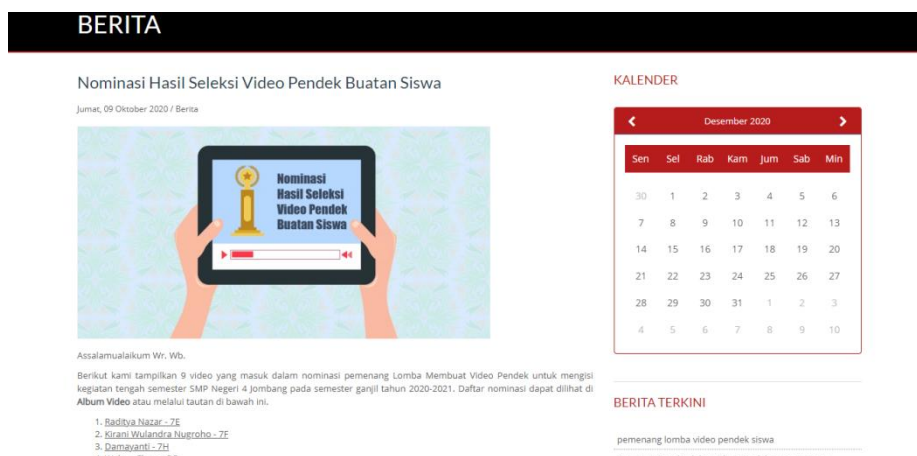 BERITA
Nominasi Hasil Seleksi Video Pendek Buatan Siswa
Jumat, 09 Oktober 2020 / Berita
Nominasi
Hasil Seleksi
Video Pendek
Buatan Siswa
Assalamualaikum Wr. Wb.
Berikut kami tampilkan 9 video yang masuk dalam nominasi pemenang Lomba Membuat Video Pendek untuk mengisi
kegiatan tengah semester SMP Negeri 4 Jombang pada semester ganjil tahun 2020-2021. Daftar nominasi dapat dilihat di
Album Video atau melalui tautan di bawah ini.
1. Raditya Nazar - 7E
2. Kirani Wulandra Nugroho - 7F
3. Damayanti - 7H
KALENDER
Desember 2020
Sen Sel Rab Kam Jum Sab Min
30 1 2 3 4 5 6
7 8 9 10 11 12 13
14 15 16 17 18 19 20
21 22 23 24 25 26 27
28 29 30 31 1 2 3
4 5 6 7 8 9 10
BERITA TERKINI
pemenang lomba video pendek siswa